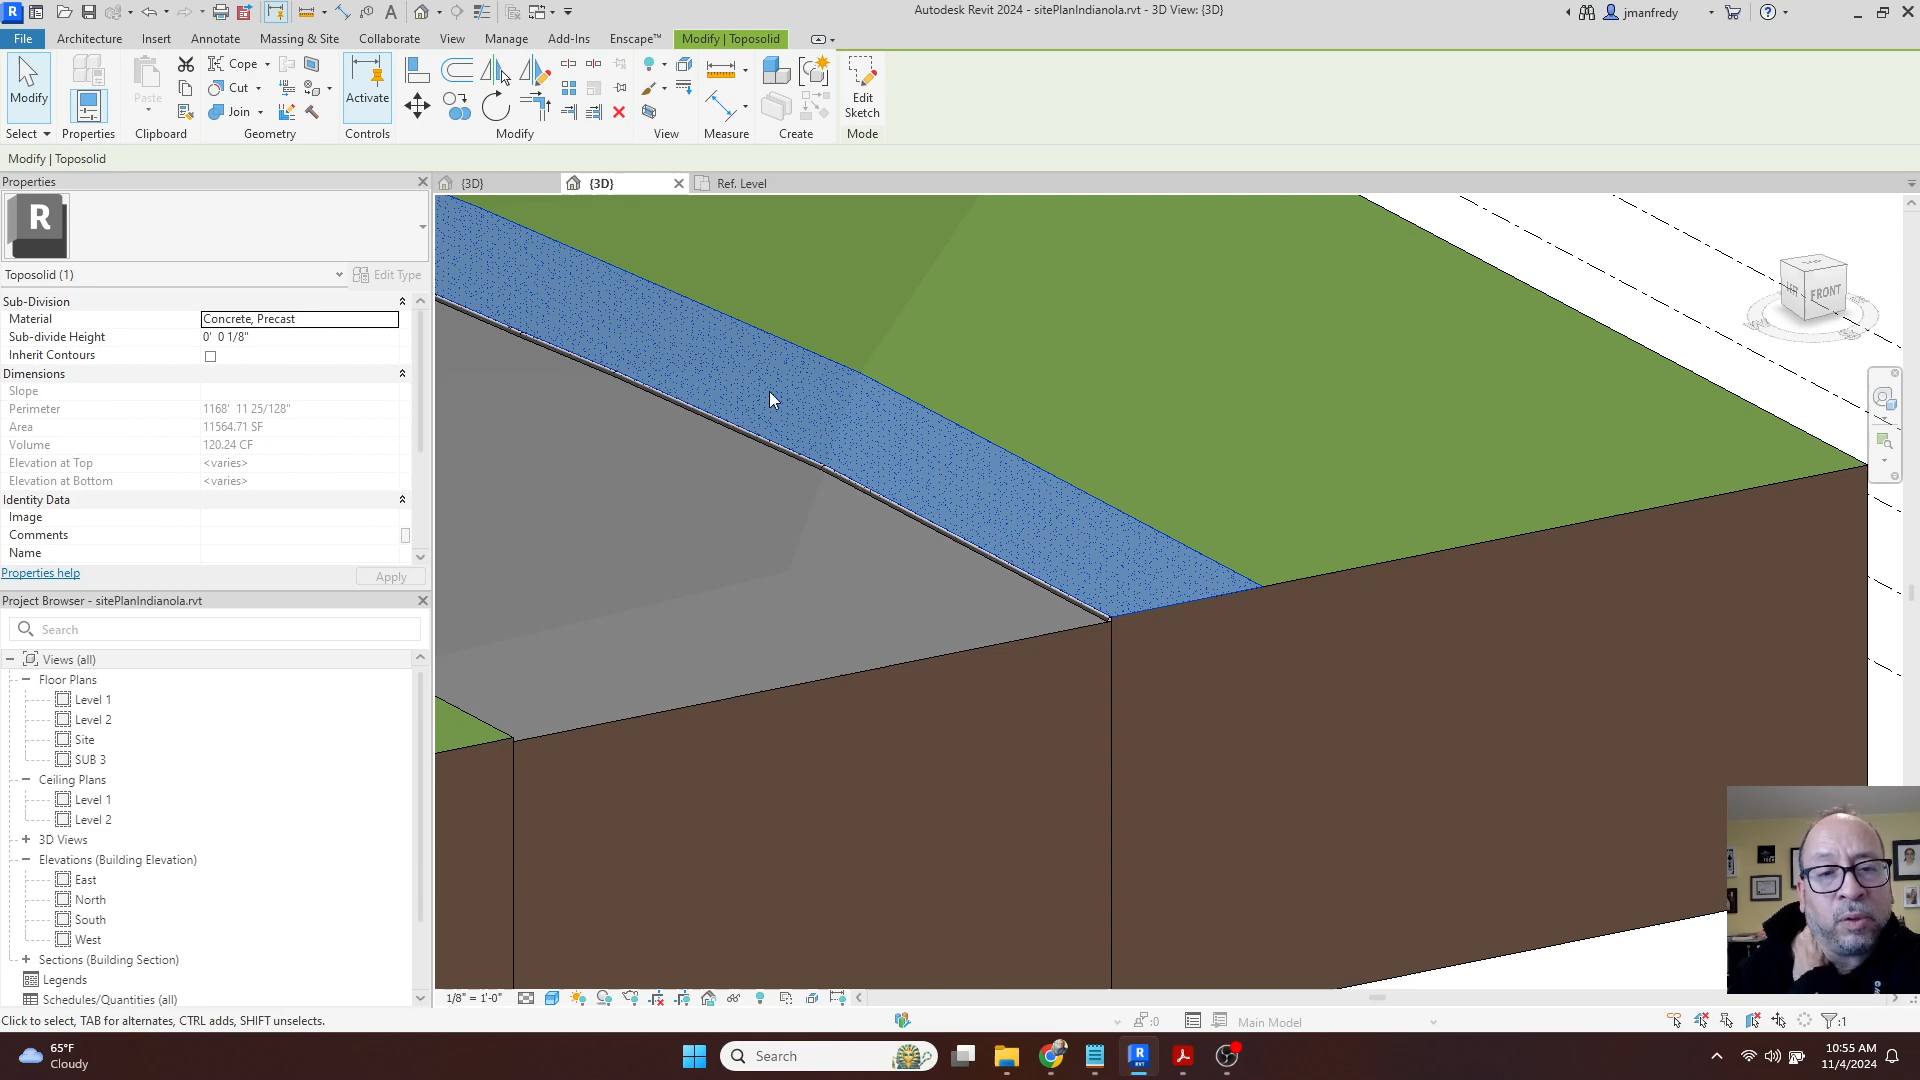 Autodesk Revit 2024 - sitePlanIndianola.rvt - 3D View: {3D}
jmanfredy
File
Architecture
Insert
Annotate
Massing & Site
Collaborate
View
Manage
Add-Ins
Enscape™
Modify | Toposolid
Modify
Paste
Cope
Cut
Join
Activate
Edit
Sketch
Select
Properties
Clipboard
Geometry
Controls
Modify
View
Measure
Create
Mode
Modify | Toposolid
Properties
{3D}
{3D}
Ref. Level
R
Toposolid (1)
Edit Type
Sub-Division
Material
Concrete, Precast
Sub-divide Height
0'  0 1/8"
Inherit Contours
Dimensions
Slope
Perimeter
1168'  11 25/128"
Area
11564.71 SF
Volume
120.24 CF
Elevation at Top
<varies>
Elevation at Bottom
<varies>
Identity Data
Image
Comments
Name
Properties help
Apply
FRONT
Project Browser - sitePlanIndianola.rvt
Search
Views (all)
Floor Plans
Level 1
Level 2
Site
SUB 3
Ceiling Plans
Level 1
Level 2
3D Views
Elevations (Building Elevation)
East
North
South
West
Sections (Building Section)
Legends
Schedules/Quantities (all)
1/8" = 1'-0"
Click to select, TAB for alternates, CTRL adds, SHIFT unselects.
:0
Main Model
:1
65°F
Cloudy
Search
10:55 AM
11/4/2024